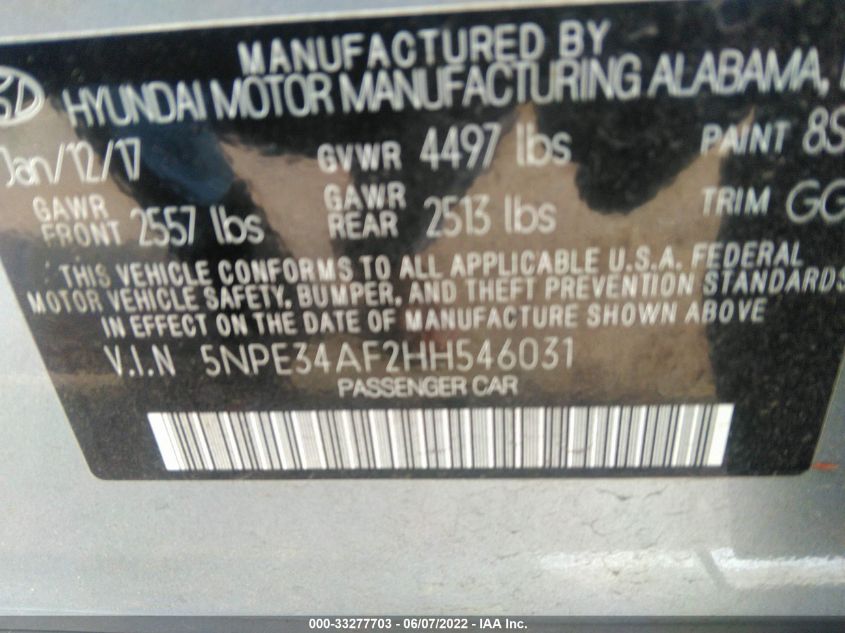 MANUFACTURED BY
HYUNDAI MOTOR MANUFACTURING ALABAMA,
Jan/12/17 GVWR 4497 lbs PAINT 8S
GAWR FRONT 2557 lbs GAWR REAR 2513 lbs TRIM GG
THIS VEHICLE CONFORMS TO ALL APPLICABLE U.S.A. FEDERAL
MOTOR VEHICLE SAFETY, BUMPER, AND THEFT PREVENTION STANDARDS
IN EFFECT ON THE DATE OF MANUFACTURE SHOWN ABOVE
V.I.N 5NPE34AF2HH546031
PASSENGER CAR
000-33277703 - 06/07/2022 - IAA Inc.